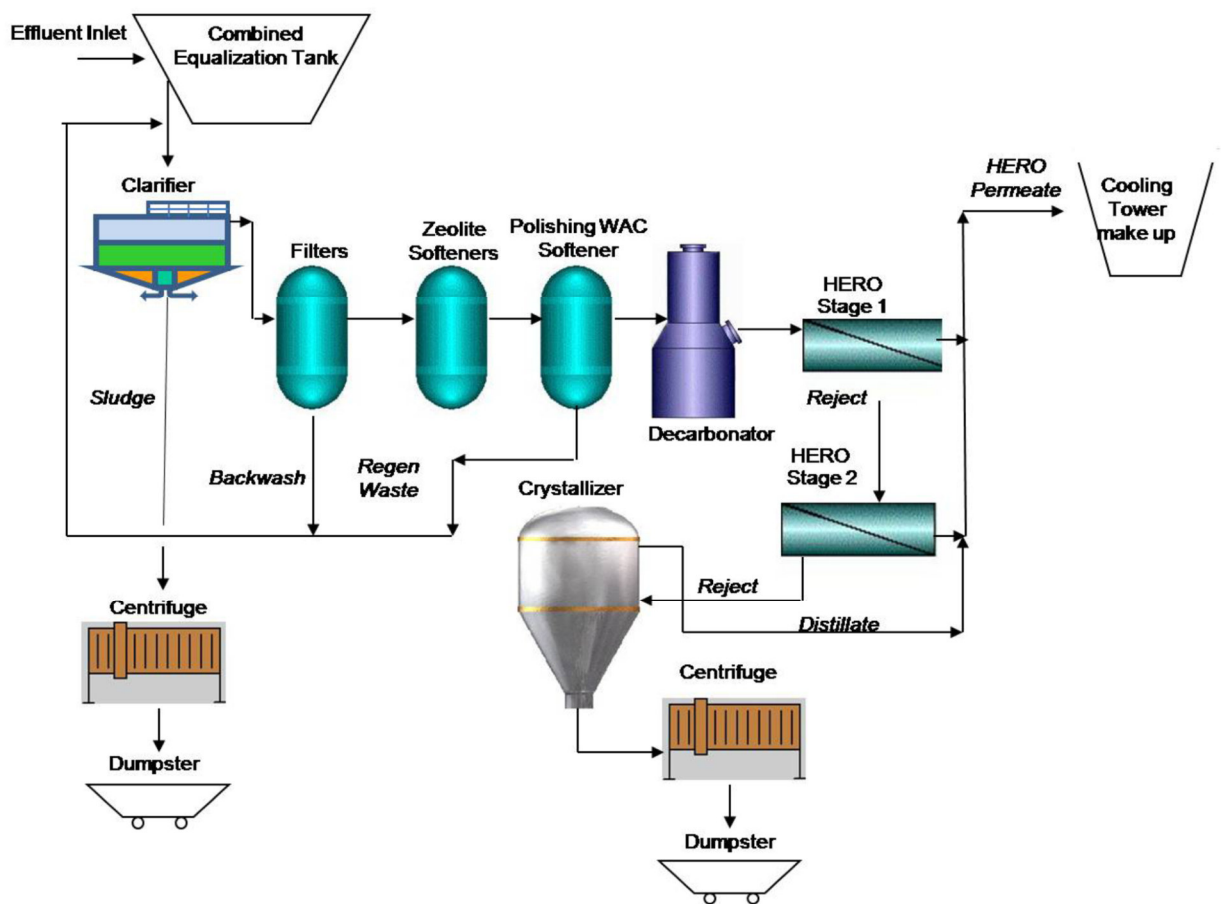 Effluent Inlet
Combined
Equalization Tank
Clarifier
Filters
Zeolite
Softeners
Polishing WAC
Softener
Decarbonator
HERO
Stage 1
HERO
Permeate
Cooling
Tower
make up
Sludge
Backwash
Regen
Waste
Reject
HERO
Stage 2
Crystallizer
Reject
Distillate
Centrifuge
Dumpster
Centrifuge
Dumpster